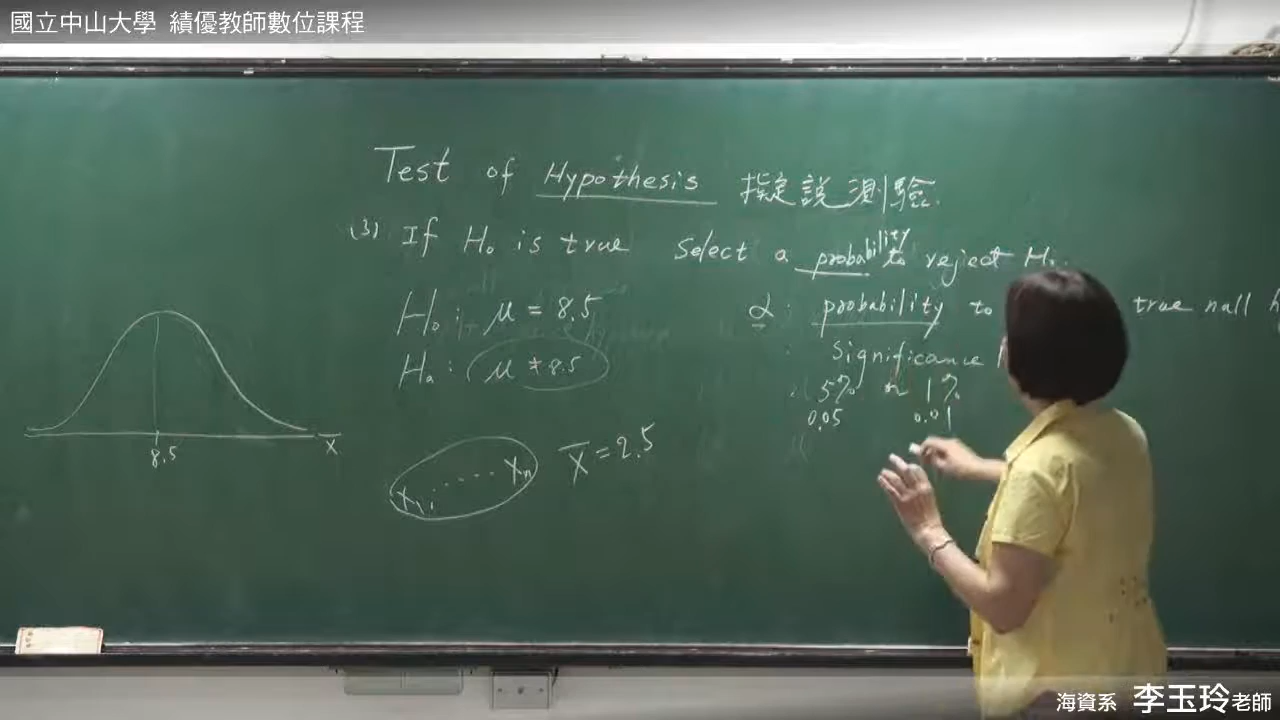 國立中山大學 績優教師數位課程
Test of Hypothesis 擬定說測驗.
(3) If H₀ is true Select a probability to reject H₀.
H₀: μ = 8.5
Hₐ: μ ≠ 8.5
α: probability to true null
Significance
5% ~ 1%
0.05 0.01
8.5 X
X₁, ..... Xₙ X̄ = 2.5
海資系 李玉玲老師